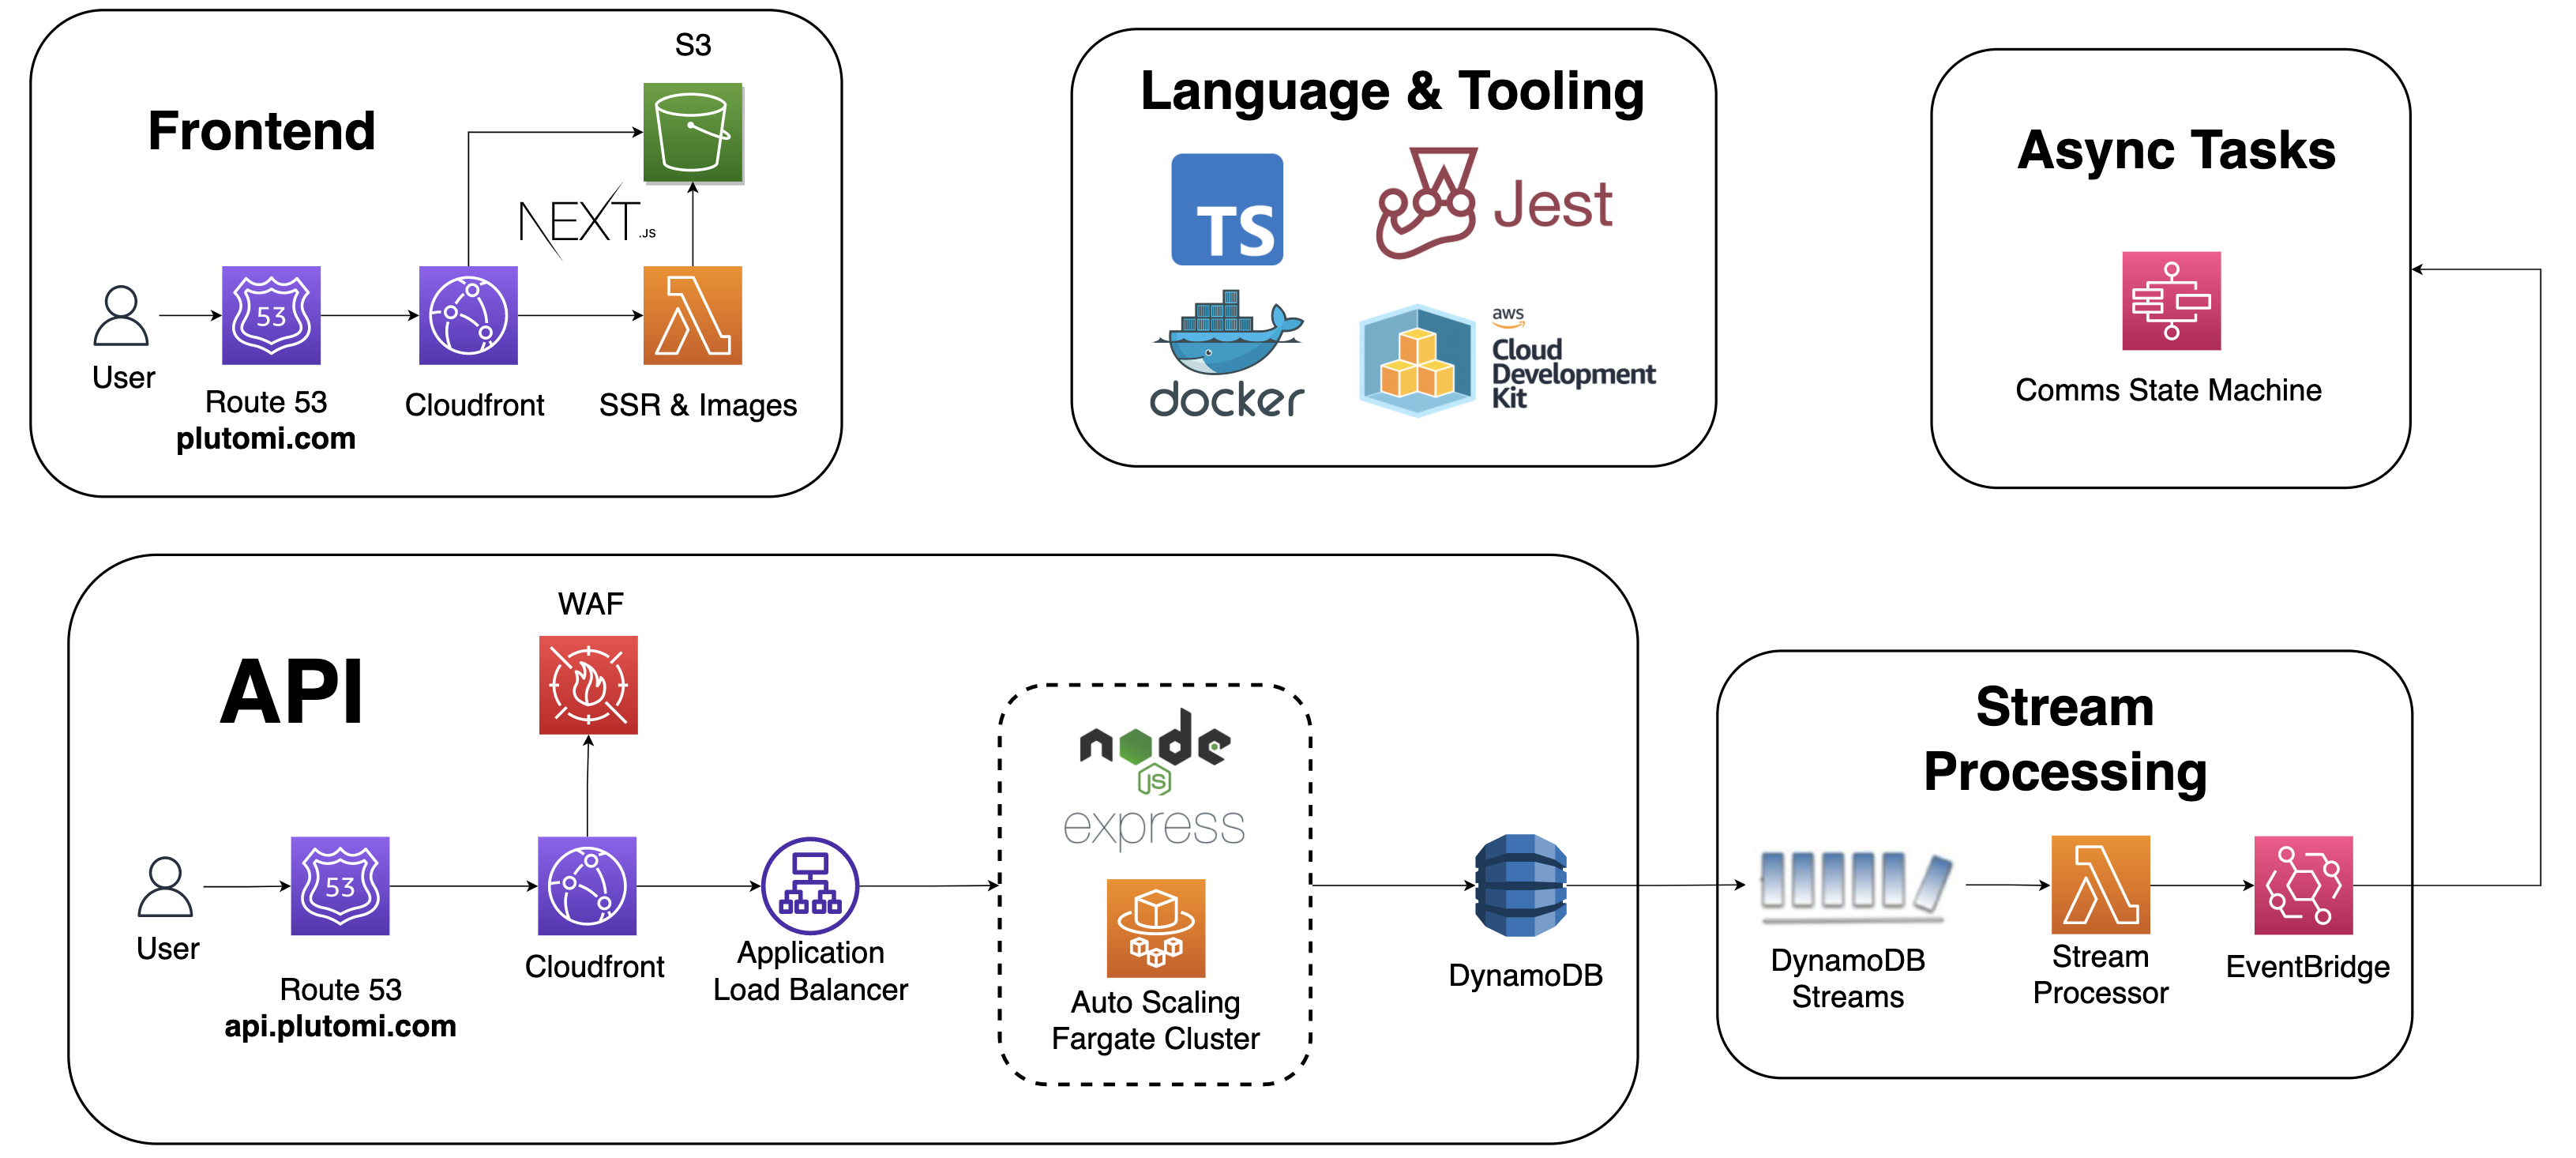 Frontend
S3
NEXT.JS
User
53
Route 53
plutomi.com
Cloudfront
SSR & Images
Language & Tooling
TS
Jest
docker
aws
Cloud
Development
Kit
Async Tasks
Comms State Machine
API
WAF
User
53
Route 53
api.plutomi.com
Cloudfront
Application
Load Balancer
node
JS
express
Auto Scaling
Fargate Cluster
DynamoDB
Stream
Processing
DynamoDB
Streams
Stream
Processor
EventBridge